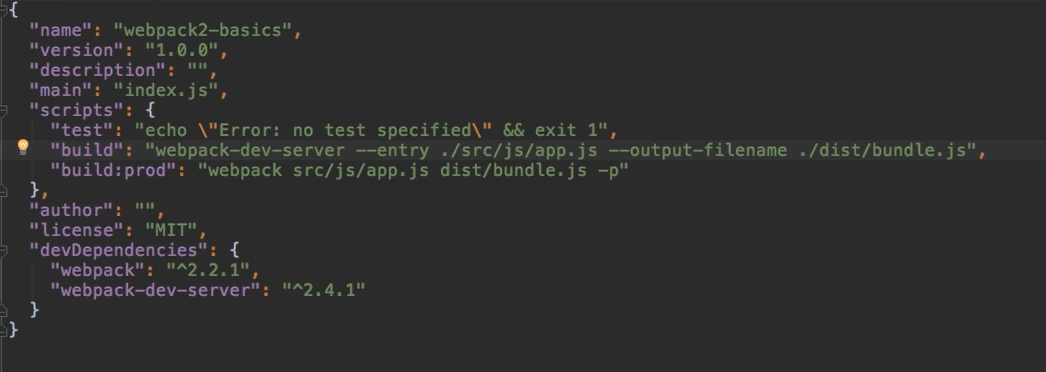 {
"name": "webpack2-basics",
"version": "1.0.0",
"description": "",
"main": "index.js",
"scripts": {
"test": "echo \"Error: no test specified\" && exit 1",
"build": "webpack-dev-server --entry ./src/js/app.js --output-filename ./dist/bundle.js",
"build:prod": "webpack src/js/app.js dist/bundle.js -p"
},
"author": "",
"license": "MIT",
"devDependencies": {
"webpack": "^2.2.1",
"webpack-dev-server": "^2.4.1"
}
}